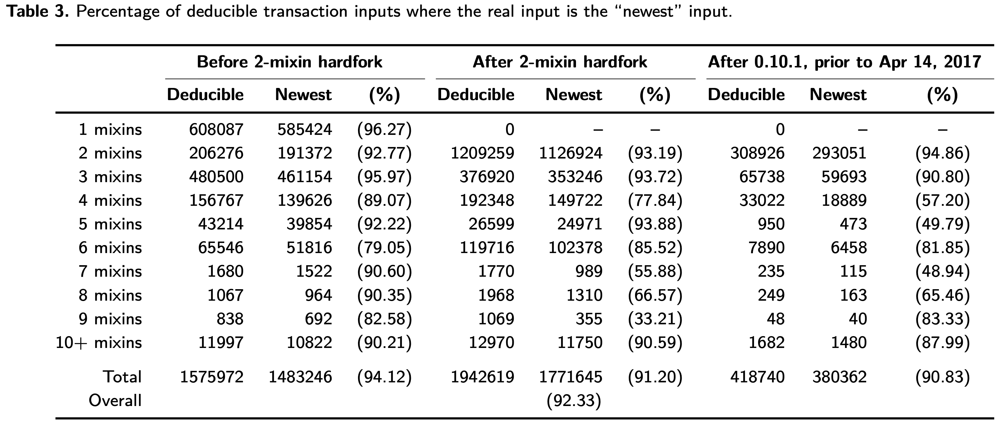 Table 3. Percentage of deducible transaction inputs where the real input is the “newest” input.
Before 2-mixin hardfork After 2-mixin hardfork After 0.10.1, prior to Apr 14, 2017
Deducible Newest (%) Deducible Newest (%) Deducible Newest (%)
1 mixins 608087 585424 (96.27) 0 – – 0 – –
2 mixins 206276 191372 (92.77) 1209259 1126924 (93.19) 308926 293051 (94.86)
3 mixins 480500 461154 (95.97) 376920 353246 (93.72) 65738 59693 (90.80)
4 mixins 156767 139626 (89.07) 192348 149722 (77.84) 33022 18889 (57.20)
5 mixins 43214 39854 (92.22) 26599 24971 (93.88) 950 473 (49.79)
6 mixins 65546 51816 (79.05) 119716 102378 (85.52) 7890 6458 (81.85)
7 mixins 1680 1522 (90.60) 1770 989 (55.88) 235 115 (48.94)
8 mixins 1067 964 (90.35) 1968 1310 (66.57) 249 163 (65.46)
9 mixins 838 692 (82.58) 1069 355 (33.21) 48 40 (83.33)
10+ mixins 11997 10822 (90.21) 12970 11750 (90.59) 1682 1480 (87.99)
Total 1575972 1483246 (94.12) 1942619 1771645 (91.20) 418740 380362 (90.83)
Overall (92.33)